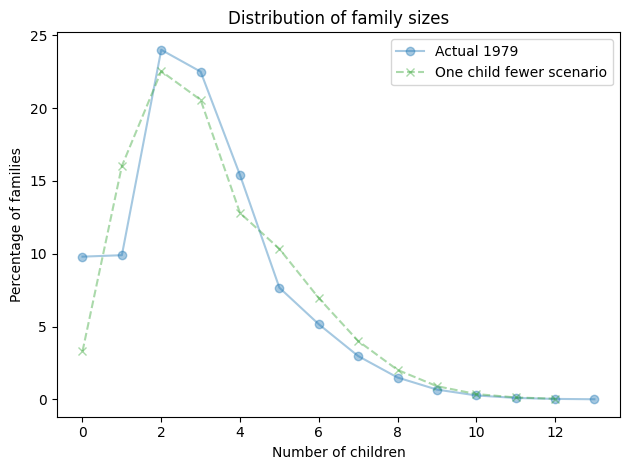 Distribution of family sizes
Actual 1979
One child fewer scenario
25
20
15
10
5
0
Percentage of families
0 2 4 6 8 10 12
Number of children